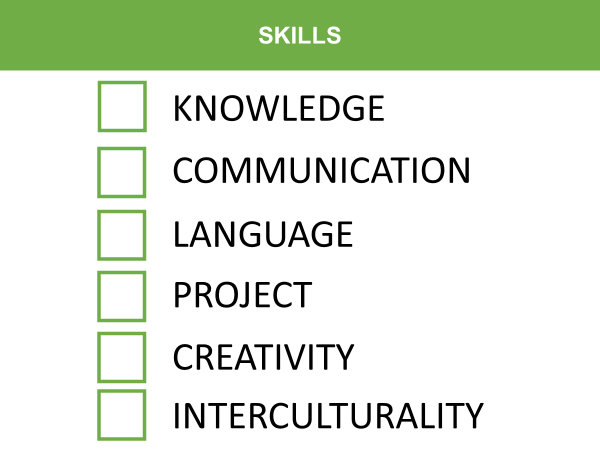 SKILLS
KNOWLEDGE
COMMUNICATION
LANGUAGE
PROJECT
CREATIVITY
INTERCULTURALITY